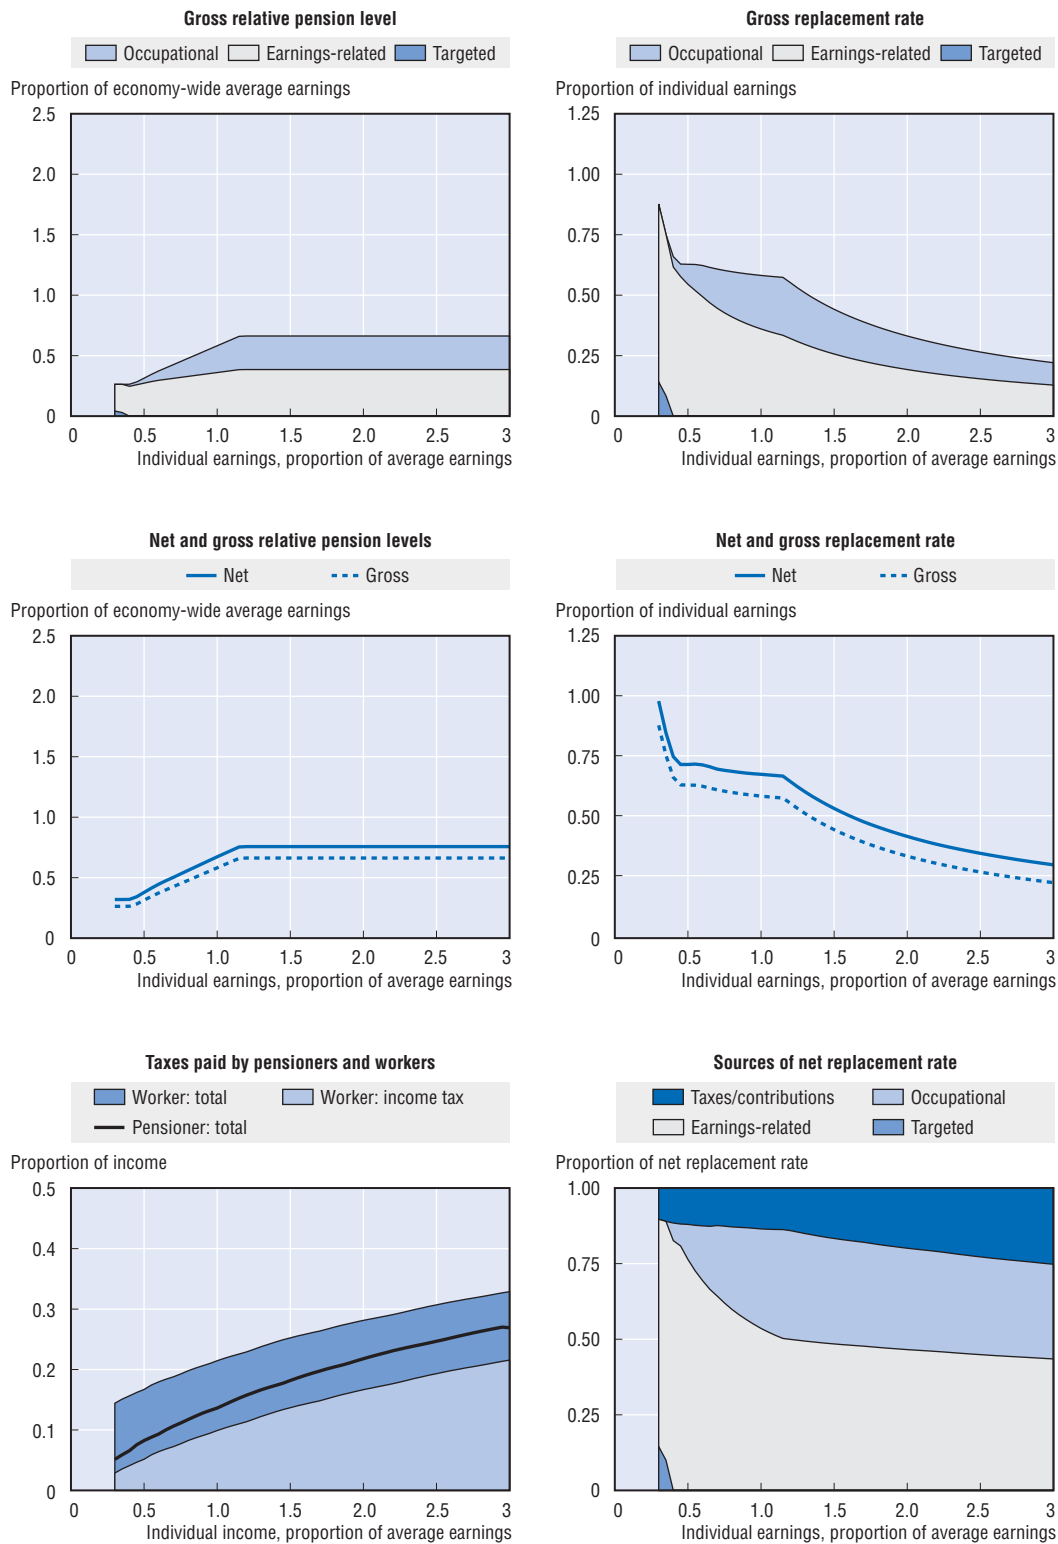 Gross relative pension level
Occupational Earnings-related Targeted
Proportion of economy-wide average earnings
2.5
2.0
1.5
1.0
0.5
0
0 0.5 1.0 1.5 2.0 2.5 3
Individual earnings, proportion of average earnings
Gross replacement rate
Occupational Earnings-related Targeted
Proportion of individual earnings
1.25
1.00
0.75
0.50
0.25
0
0 0.5 1.0 1.5 2.0 2.5 3
Individual earnings, proportion of average earnings
Net and gross relative pension levels
Net Gross
Proportion of economy-wide average earnings
2.5
2.0
1.5
1.0
0.5
0
0 0.5 1.0 1.5 2.0 2.5 3
Individual earnings, proportion of average earnings
Net and gross replacement rate
Net Gross
Proportion of individual earnings
1.25
1.00
0.75
0.50
0.25
0
0 0.5 1.0 1.5 2.0 2.5 3
Individual earnings, proportion of average earnings
Taxes paid by pensioners and workers
Worker: total Worker: income tax
Pensioner: total
Proportion of income
0.5
0.4
0.3
0.2
0.1
0
0 0.5 1.0 1.5 2.0 2.5 3
Individual income, proportion of average earnings
Sources of net replacement rate
Taxes/contributions Occupational
Earnings-related Targeted
Proportion of net replacement rate
1.00
0.75
0.50
0.25
0
0 0.5 1.0 1.5 2.0 2.5 3
Individual earnings, proportion of average earnings